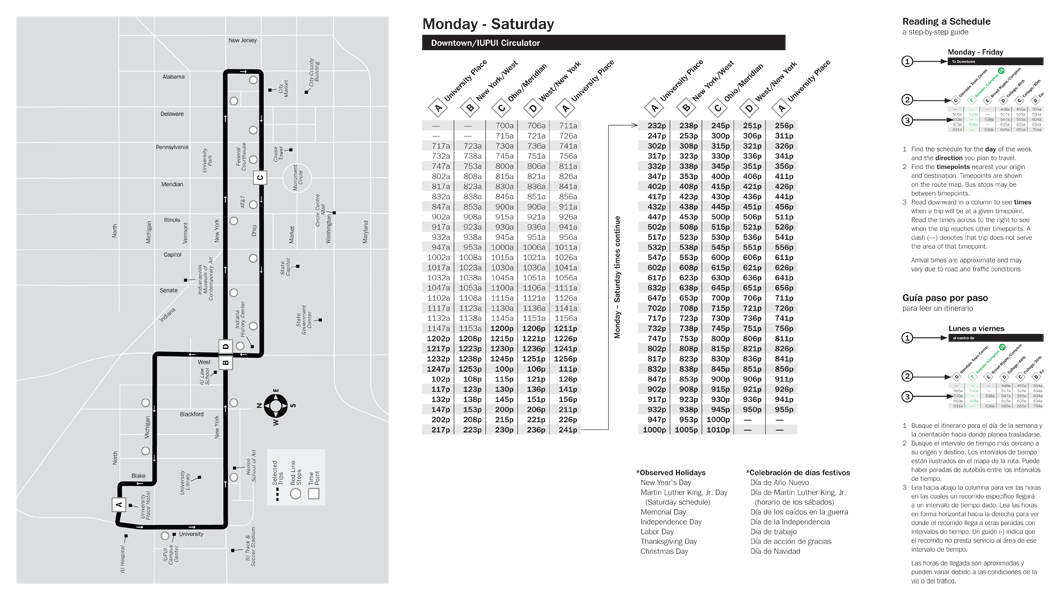 New Jersey
Alabama
Delaware
Pennsylvania
Meridian
Illinois
Capitol
Senate
Indiana
West
Blackford
Blake
University
North
Michigan
Vermont
New York
Ohio
Market
Washington
Maryland
City Market
City-County Building
University Park
Federal Courthouse
Chase Tower
Monument Circle
AT&T
Circle Centre Mall
Indianapolis Museum of Contemporary Art
State Capitol
Indiana History Center
State Government Center
IU Law School
C
D
B
A
North
Michigan
New York
University Library
Herron School of Art
University Place Hotel
IU Hospital
IUPUI Campus Center
IU Track & Soccer Stadium
N
E
S
W
Selected Trips
Red Line Stops
Time Point
Monday - Saturday
Downtown/IUPUI Circulator
A University Place
B New York/West
C Ohio/Meridian
D West/New York
A University Place
— — 700a 706a 711a
— — 715a 721a 726a
717a 723a 730a 736a 741a
732a 738a 745a 751a 756a
747a 753a 800a 806a 811a
802a 808a 815a 821a 826a
817a 823a 830a 836a 841a
832a 838a 845a 851a 856a
847a 853a 900a 906a 911a
902a 908a 915a 921a 926a
917a 923a 930a 936a 941a
932a 938a 945a 951a 956a
947a 953a 1000a 1006a 1011a
1002a 1008a 1015a 1021a 1026a
1017a 1023a 1030a 1036a 1041a
1032a 1038a 1045a 1051a 1056a
1047a 1053a 1100a 1106a 1111a
1102a 1108a 1115a 1121a 1126a
1117a 1123a 1130a 1136a 1141a
1132a 1138a 1145a 1151a 1156a
1147a 1153a 1200p 1206p 1211p
1202p 1208p 1215p 1221p 1226p
1217p 1223p 1230p 1236p 1241p
1232p 1238p 1245p 1251p 1256p
1247p 1253p 100p 106p 111p
102p 108p 115p 121p 126p
117p 123p 130p 136p 141p
132p 138p 145p 151p 156p
147p 153p 200p 206p 211p
202p 208p 215p 221p 226p
217p 223p 230p 236p 241p
Monday – Saturday times continue
A University Place
B New York/West
C Ohio/Meridian
D West/New York
A University Place
232p 238p 245p 251p 256p
247p 253p 300p 306p 311p
302p 308p 315p 321p 326p
317p 323p 330p 336p 341p
332p 338p 345p 351p 356p
347p 353p 400p 406p 411p
402p 408p 415p 421p 426p
417p 423p 430p 436p 441p
432p 438p 445p 451p 456p
447p 453p 500p 506p 511p
502p 508p 515p 521p 526p
517p 523p 530p 536p 541p
532p 538p 545p 551p 556p
547p 553p 600p 606p 611p
602p 608p 615p 621p 626p
617p 623p 630p 636p 641p
632p 638p 645p 651p 656p
647p 653p 700p 706p 711p
702p 708p 715p 721p 726p
717p 723p 730p 736p 741p
732p 738p 745p 751p 756p
747p 753p 800p 806p 811p
802p 808p 815p 821p 826p
817p 823p 830p 836p 841p
832p 838p 845p 851p 856p
847p 853p 900p 906p 911p
902p 908p 915p 921p 926p
917p 923p 930p 936p 941p
932p 938p 945p 950p 955p
947p 953p 1000p — —
1000p 1005p 1010p — —
*Observed Holidays
New Year's Day
Martin Luther King, Jr. Day
(Saturday schedule)
Memorial Day
Independence Day
Labor Day
Thanksgiving Day
Christmas Day
*Celebración de días festivos
Día de Año Nuevo
Día de Martin Luther King, Jr.
(horario de los sábados)
Día de los caídos en la guerra
Día de la Independencia
Día de trabajo
Día de acción de gracias
Día de Navidad
Reading a Schedule
a step-by-step guide
Monday - Friday
1
To Downtown
2
3
1 Find the schedule for the day of the week
and the direction you plan to travel.
2 Find the timepoints nearest your origin
and destination. Timepoints are shown
on the route map. Bus stops may be
between timepoints.
3 Read downward in a column to see times
when a trip will be at a given timepoint.
Read the times across to the right to see
when the trip reaches other timepoints. A
dash (—) denotes that trip does not serve
the area of that timepoint.
Arrival times are approximate and may
vary due to road and traffic conditions.
Guía paso por paso
para leer un itinerario
Lunes a viernes
1
al centro de
2
3
1 Busque el itinerario para el día de la semana y
la orientación hacia donde planea trasladarse.
2 Busque el intervalo de tiempo más cercano a
su origen y destino. Los intervalos de tiempo
están ilustrados en el mapa de la ruta. Puede
haber paradas de autobús entre los intervalos
de tiempo.
3 Lea hacia abajo la columna para ver las horas
en las cuales un recorrido específico llegará
a un intervalo de tiempo dado. Lea las horas
en forma horizontal hacia la derecha para ver
donde el recorrido llega a otras paradas con
intervalos de tiempo. Un guión (-) indica que
el recorrido no presta servicio al área de ese
intervalo de tiempo.
Las horas de llegada son aproximadas y
pueden variar debido a las condiciones de la
vía o del tráfico.